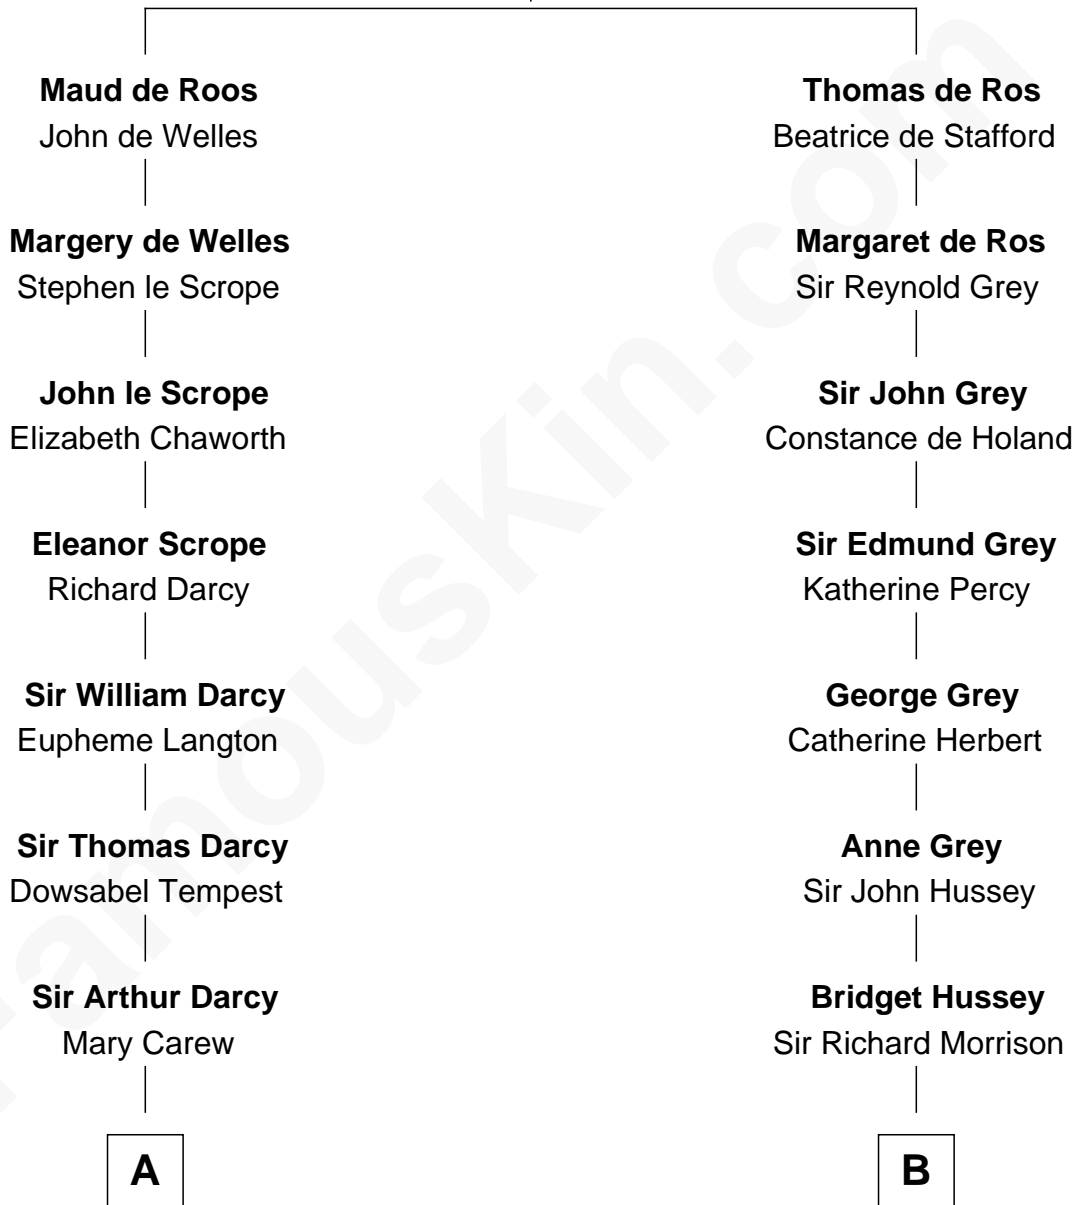 Maud de Roos
John de Welles
Thomas de Ros
Beatrice de Stafford
Margery de Welles
Stephen le Scrope
Margaret de Ros
Sir Reynold Grey
John le Scrope
Elizabeth Chaworth
Sir John Grey
Constance de Holand
Eleanor Scrope
Richard Darcy
Sir Edmund Grey
Katherine Percy
Sir William Darcy
Eupheme Langton
George Grey
Catherine Herbert
Sir Thomas Darcy
Dowsabel Tempest
Anne Grey
Sir John Hussey
Sir Arthur Darcy
Mary Carew
Bridget Hussey
Sir Richard Morrison
A
B
FamousKin.com